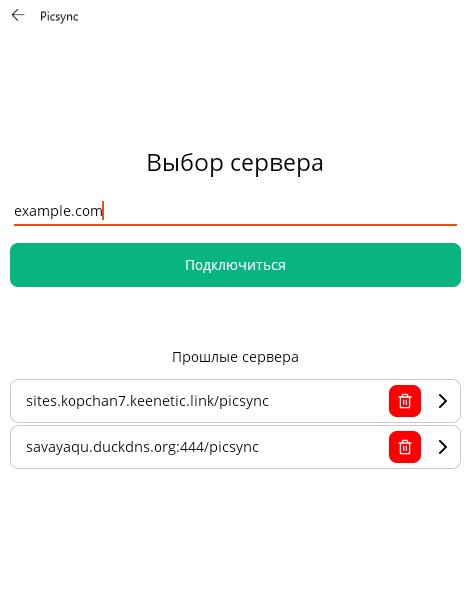 Picsync
Выбор сервера
example.com
Подключиться
Прошлые сервера
sites.kopchan7.keenetic.link/picsync
savayaqu.duckdns.org:444/picsync